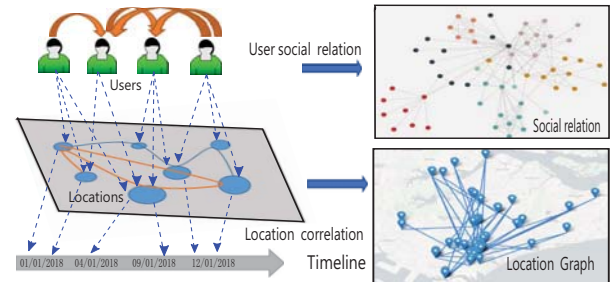 User social relation
Users
Social relation
Locations
Location correlation
Location Graph
01/01/2018 04/01/2018 09/01/2018 12/01/2018
Timeline